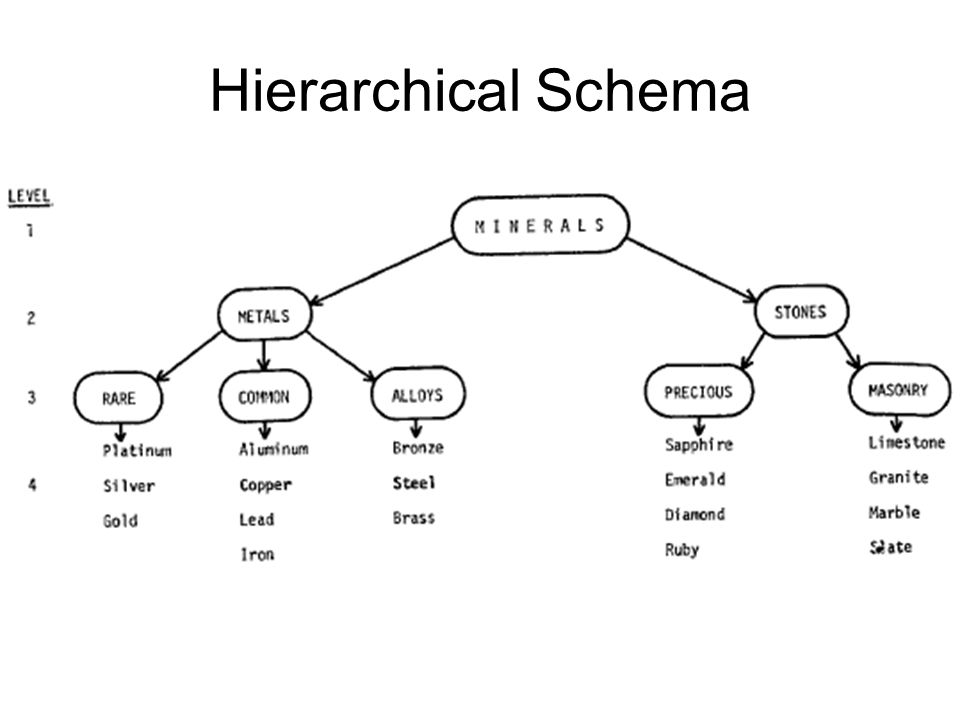 Hierarchical Schema
LEVEL
1
MINERALS
2
METALS
STONES
3
RARE
COMMON
ALLOYS
PRECIOUS
MASONRY
4
Platinum
Silver
Gold
Aluminum
Copper
Lead
Iron
Bronze
Steel
Brass
Sapphire
Emerald
Diamond
Ruby
Limestone
Granite
Marble
Slate